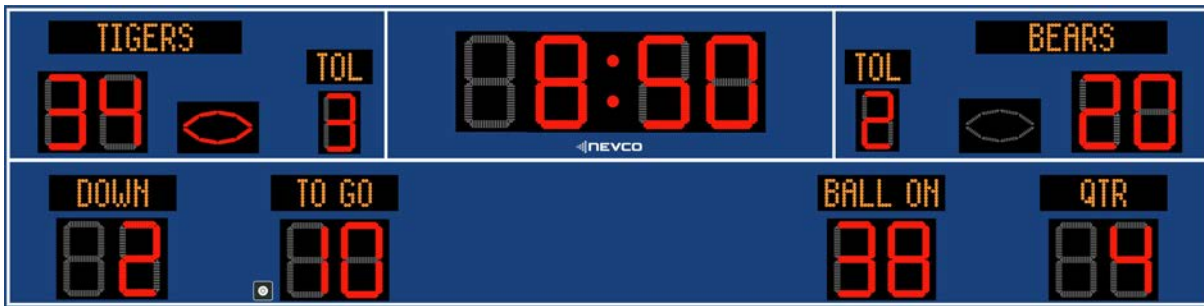 TIGERS
BEARS
TOL
8:50
TOL
34
3
2
20
NEVCO
DOWN
TO GO
BALL ON
QTR
2
10
38
4